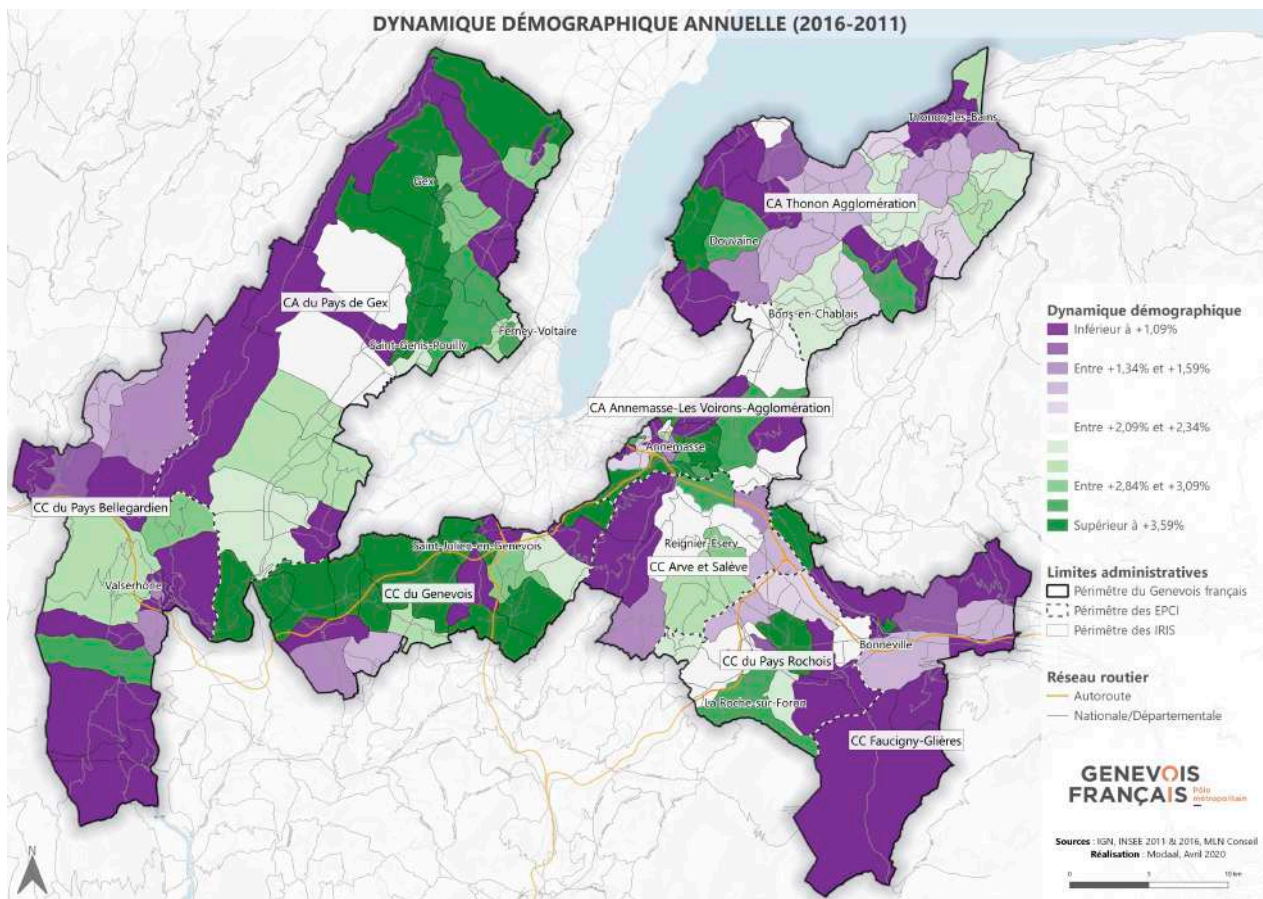 DYNAMIQUE DÉMOGRAPHIQUE ANNUELLE (2016-2011)
Thonon-les-Bains
Gex
CA Thonon Agglomération
Douvaine
CA du Pays de Gex
Bons-en-Chablais
Ferney-Voltaire
Saint-Genis-Pouilly
CA Annemasse-Les Voirons-Agglomération
Annemasse
CC du Pays Bellegardien
Saint-Julien-en-Genevois
Reignier-Esery
CC Arve et Salève
Valserhône
CC du Genevois
Bonneville
CC du Pays Rochois
La Roche-sur-Foron
CC Faucigny-Glières
Dynamique démographique
Inférieur à +1,09%
Entre +1,34% et +1,59%
Entre +2,09% et +2,34%
Entre +2,84% et +3,09%
Supérieur à +3,59%
Limites administratives
Périmètre du Genevois français
Périmètre des EPCI
Périmètre des IRIS
Réseau routier
Autoroute
Nationale/Départementale
GENEVOIS
FRANÇAIS Pôle
métropolitain
Sources : IGN, INSEE 2011 & 2016, MLN Conseil
Réalisation : Modaal, Avril 2020
N
0 5 10 km